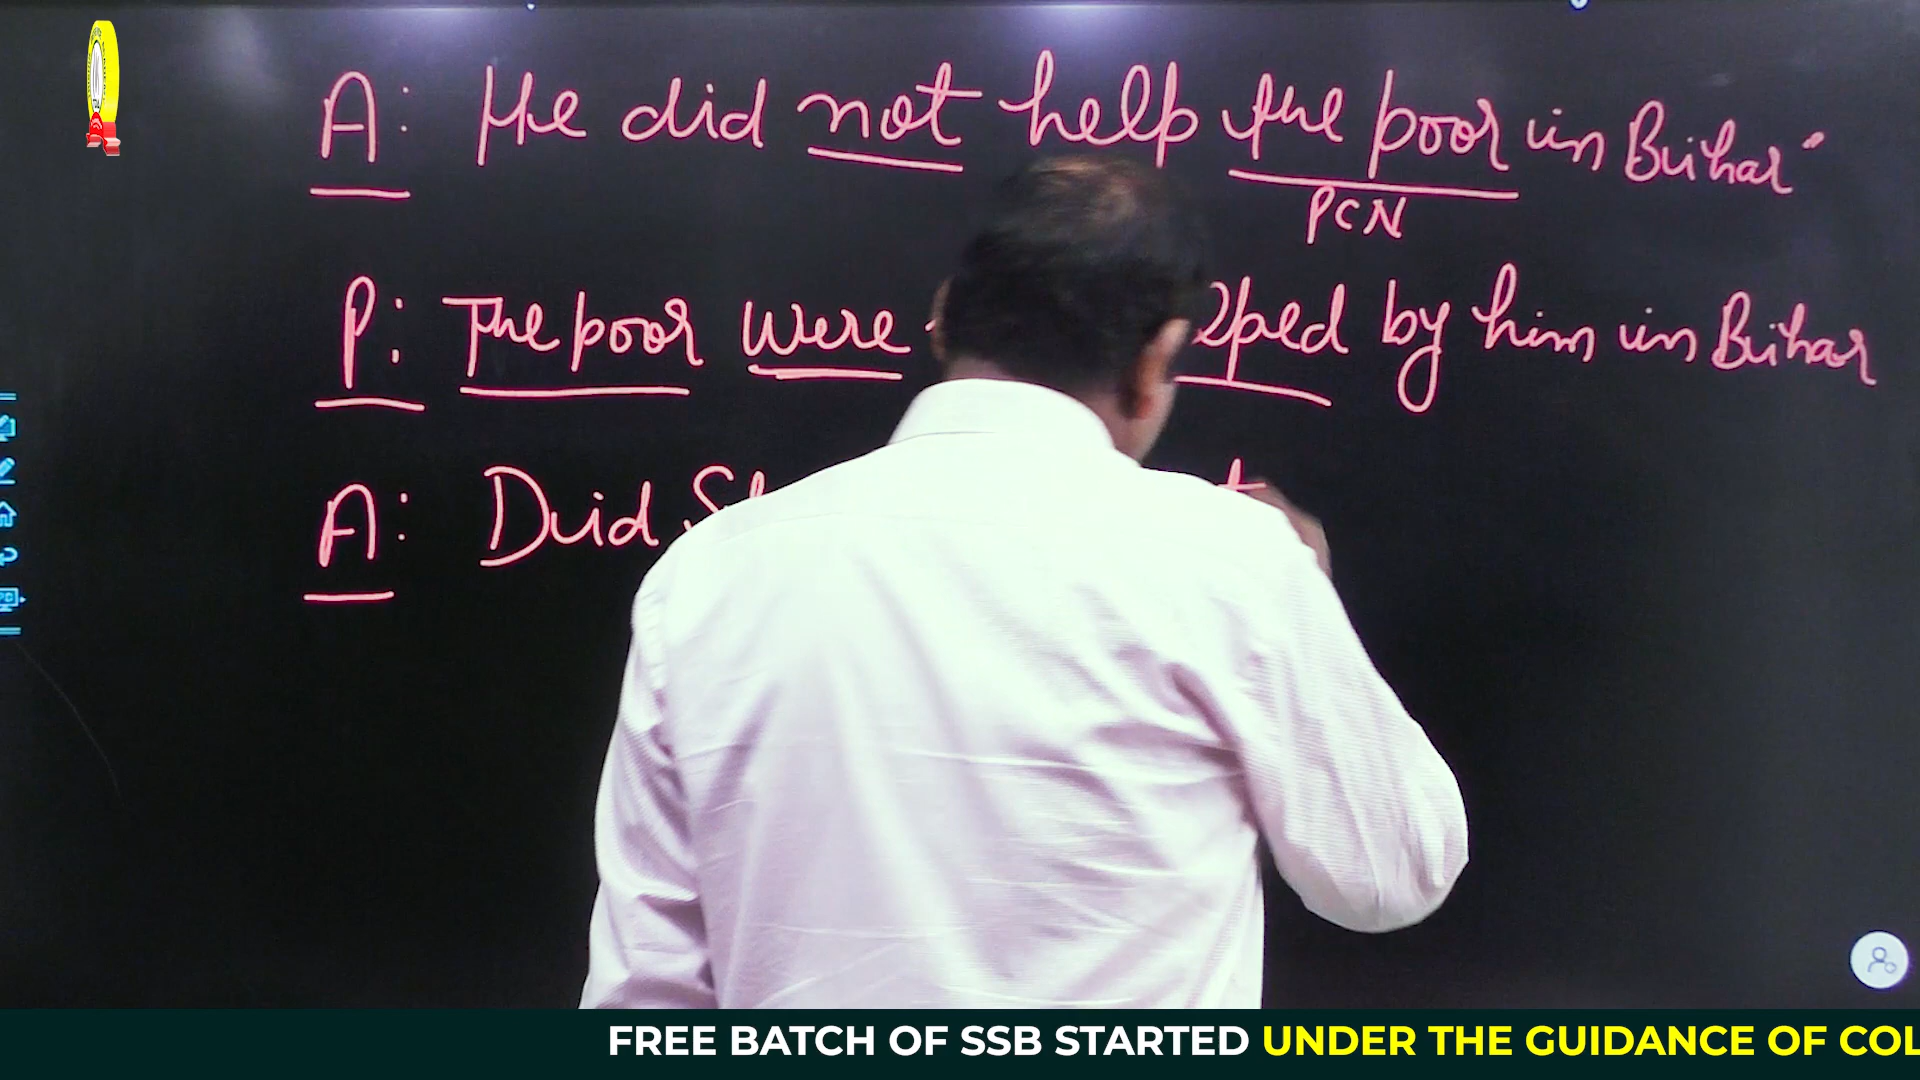 A: He did not help the poor in Bihar"
PCN
P: The poor were lped by him in Bihar
A: Did
FREE BATCH OF SSB STARTED UNDER THE GUIDANCE OF COL